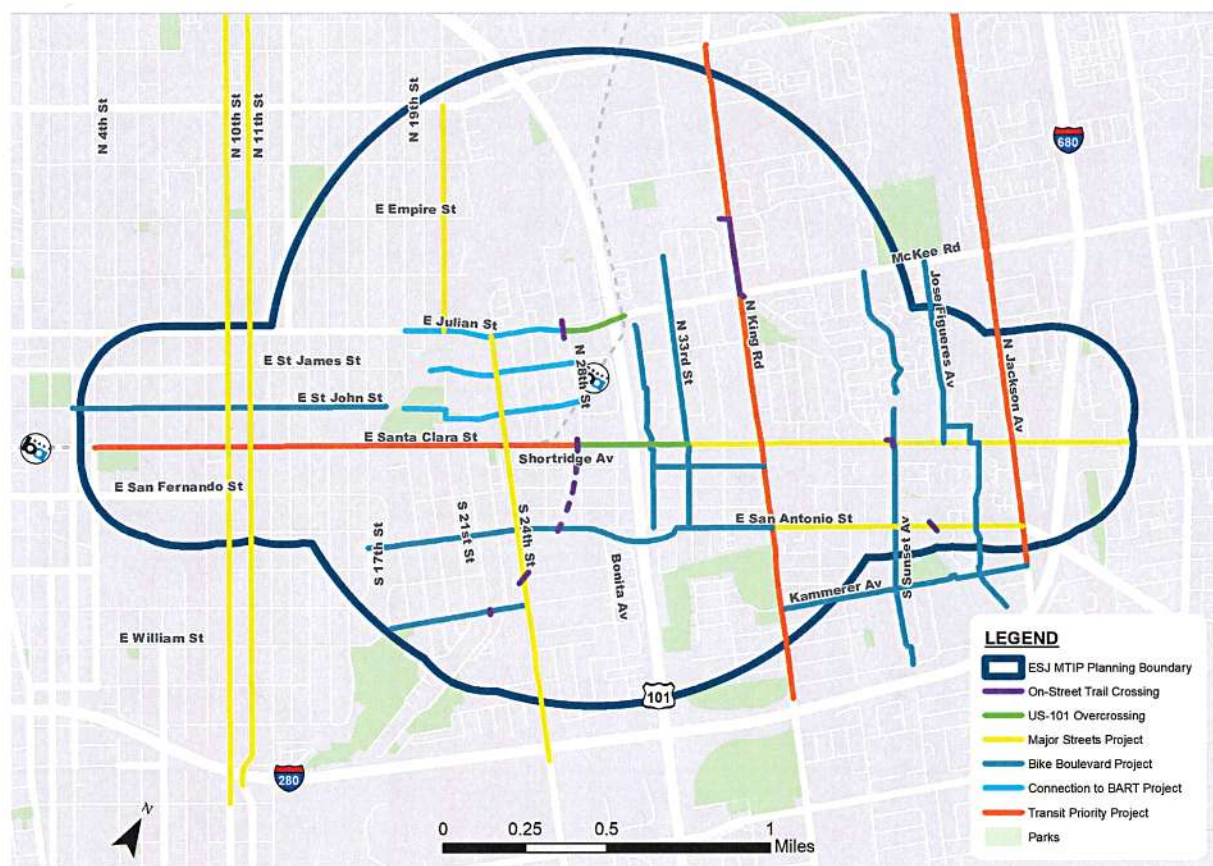 N 4th St
N 10th St
N 11th St
N 19th St
680
E Empire St
McKee Rd
Jose Figueres Av
E Julian St
N 28th St
N 33rd St
N King Rd
N Jackson Av
E St James St
E St John St
E Santa Clara St
Shortridge Av
E San Fernando St
E San Antonio St
S 17th St
S 21st St
S 24th St
Bonita Av
S Sunset Av
Kammerer Av
E William St
101
280
LEGEND
ESJ MTIP Planning Boundary
On-Street Trail Crossing
US-101 Overcrossing
Major Streets Project
Bike Boulevard Project
Connection to BART Project
Transit Priority Project
Parks
N
0 0.25 0.5 1
Miles